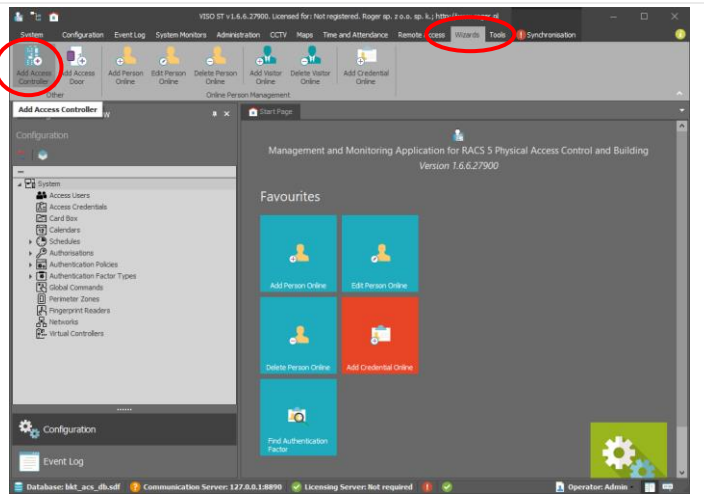 VISO ST v1.6.6.27900. Licensed for: Not registered. Roger sp. z o.o. sp. k.; http://www.roger.pl
System Configuration Event Log System Monitors Administration CCTV Maps Time and Attendance Remote Access Wizards Tools Synchronisation
Add Access Controller
Add Access Door
Add Person Online
Edit Person Online
Delete Person Online
Add Visitor Online
Delete Visitor Online
Add Credential Online
Other
Online Person Management
Add Access Controller
Start Page
Configuration
System
Access Users
Access Credentials
Card Box
Calendars
Schedules
Authorisations
Authentication Policies
Authentication Factor Types
Global Commands
Perimeter Zones
Fingerprint Readers
Networks
Virtual Controllers
Configuration
Event Log
Management and Monitoring Application for RACS 5 Physical Access Control and Building
Version 1.6.6.27900
Favourites
Add Person Online
Edit Person Online
Delete Person Online
Add Credential Online
Find Authentication
Factor
Database: bkt_acs_db.sdf Communication Server: 127.0.0.1:8890 Licensing Server: Not required Operator: Admin